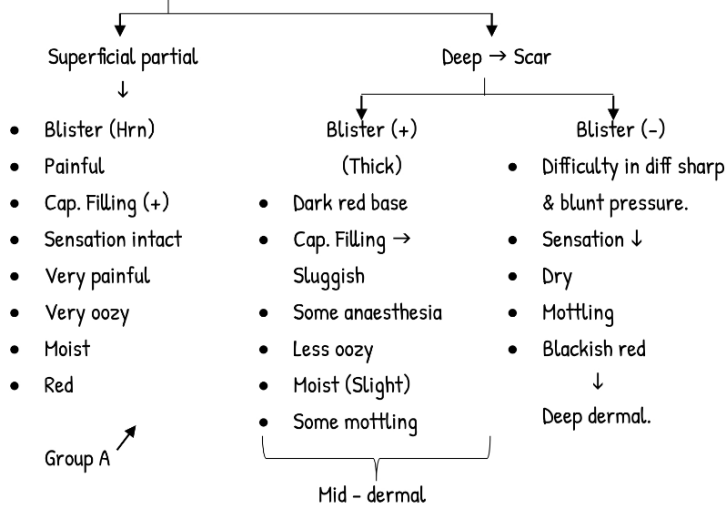 Superficial partial
↓
• Blister (Hrn)
• Painful
• Cap. Filling (+)
• Sensation intact
• Very painful
• Very oozy
• Moist
• Red
Group A
Deep → Scar
Blister (+)
(Thick)
• Dark red base
• Cap. Filling →
Sluggish
• Some anaesthesia
• Less oozy
• Moist (Slight)
• Some mottling
Mid - dermal
Blister (-)
• Difficulty in diff sharp
& blunt pressure.
• Sensation ↓
• Dry
• Mottling
• Blackish red
↓
Deep dermal.